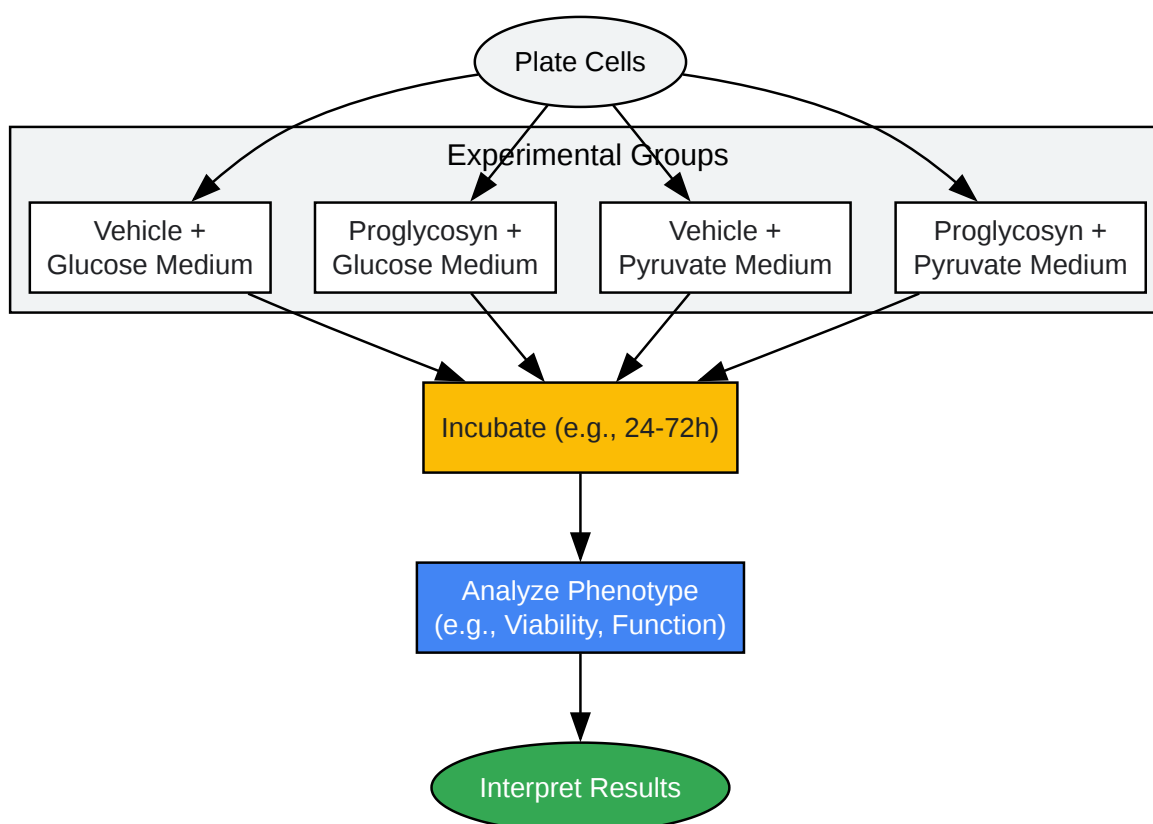 Plate Cells
Experimental Groups
Vehicle +
Glucose Medium
Proglycosyn +
Glucose Medium
Vehicle +
Pyruvate Medium
Proglycosyn +
Pyruvate Medium
Incubate (e.g., 24-72h)
Analyze Phenotype
(e.g., Viability, Function)
Interpret Results